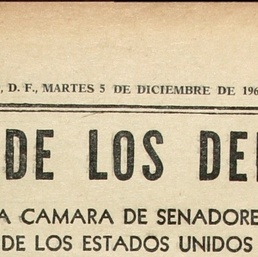 , D. F., MARTES 5 DE DICIEMBRE DE 196
DE LOS DE
A CAMARA DE SENADORE
DE LOS ESTADOS UNIDOS